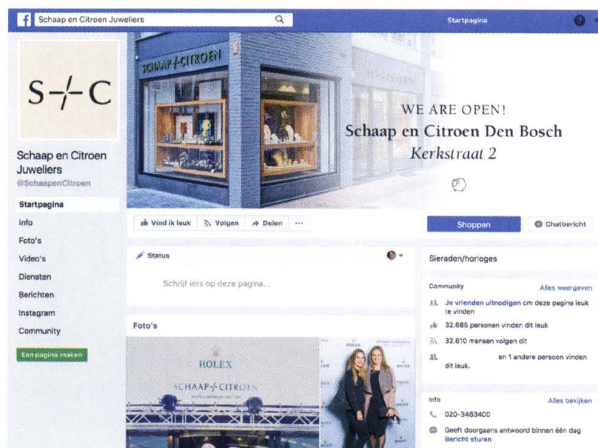 Schaap en Citroen Juweliers
Startpagina
S+C
SCHAAP+CITROEN
WE ARE OPEN!
Schaap en Citroen Den Bosch
Kerkstraat 2
Schaap en Citroen
Juweliers
@SchaapenCitroen
Startpagina
Info
Foto's
Video's
Diensten
Berichten
Instagram
Community
Een pagina maken
Vind ik leuk
Volgen
Delen
Shoppen
Chatbericht
Status
Schrijf iets op deze pagina...
Foto's
ROLEX
SCHAAP+CITROEN
Sieraden/horloges
Community
Alles weergeven
Je vrienden uitnodigen om deze pagina leuk
te vinden
32.685 personen vinden dit leuk
32.610 mensen volgen dit
en 1 andere persoon vinden
dit leuk.
Info
Alles bekijken
020-3463400
Geeft doorgaans antwoord binnen één dag
Bericht sturen